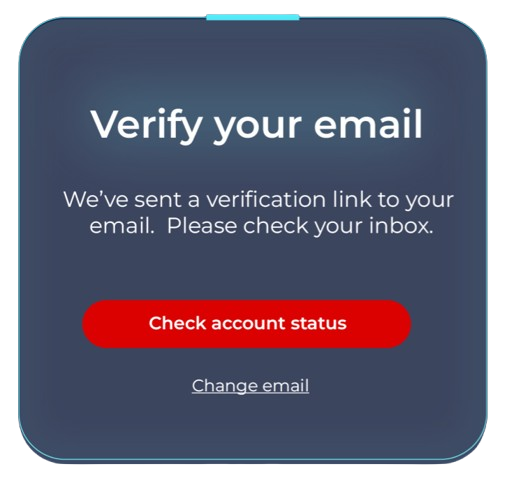 Verify your email
We’ve sent a verification link to your
email.  Please check your inbox.
Check account status
Change email